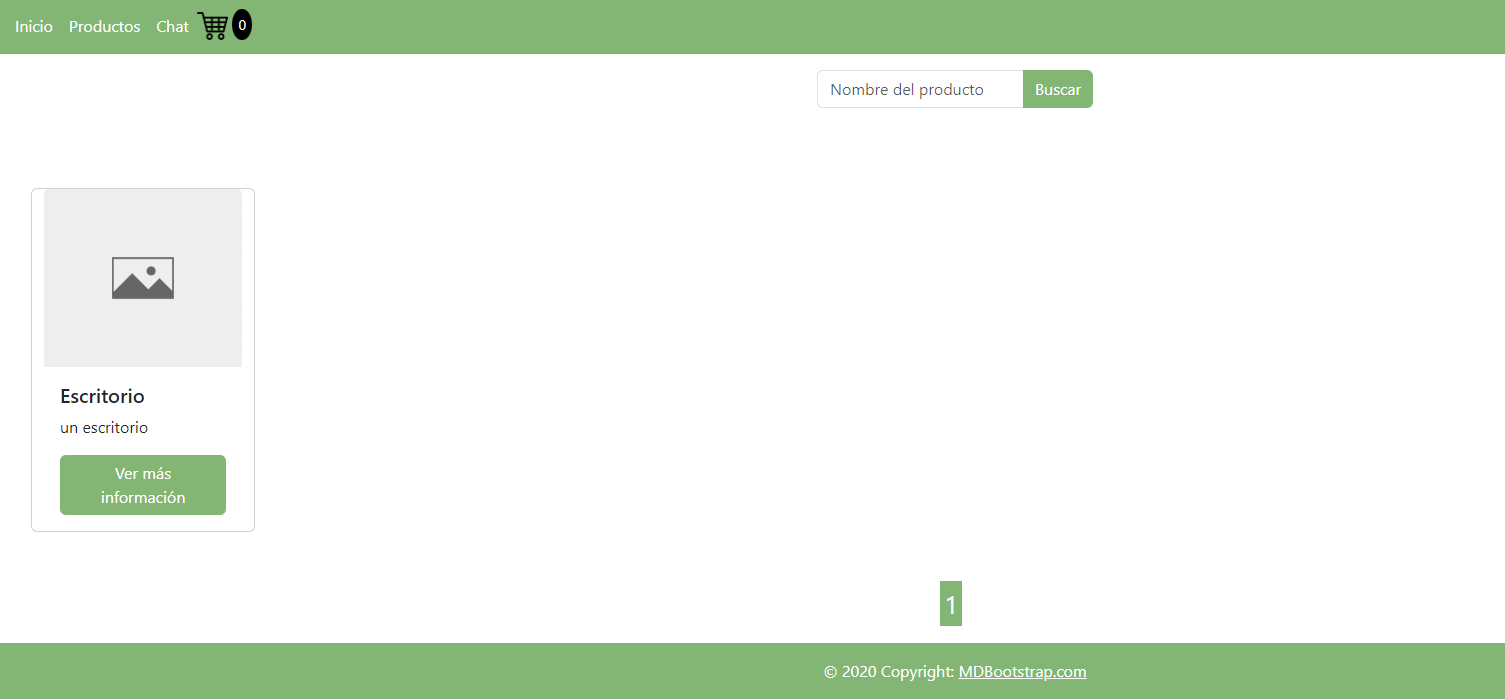 Inicio Productos Chat 0
Nombre del producto Buscar
Escritorio
un escritorio
Ver más
información
1
© 2020 Copyright: MDBootstrap.com